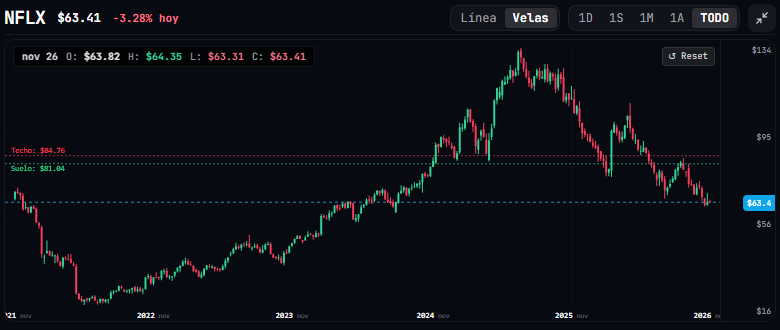 NFLX $63.41 -3.28% hoy Línea Velas 1D 1S 1M 1A TODO
nov 26 O: $63.82 H: $64.35 L: $63.31 C: $63.41 ↺ Reset
$134
$95
Techo: $84.76
Suelo: $81.04
$63.4
$56
$16
'21 nov 2022 nov 2023 nov 2024 nov 2025 nov 2026